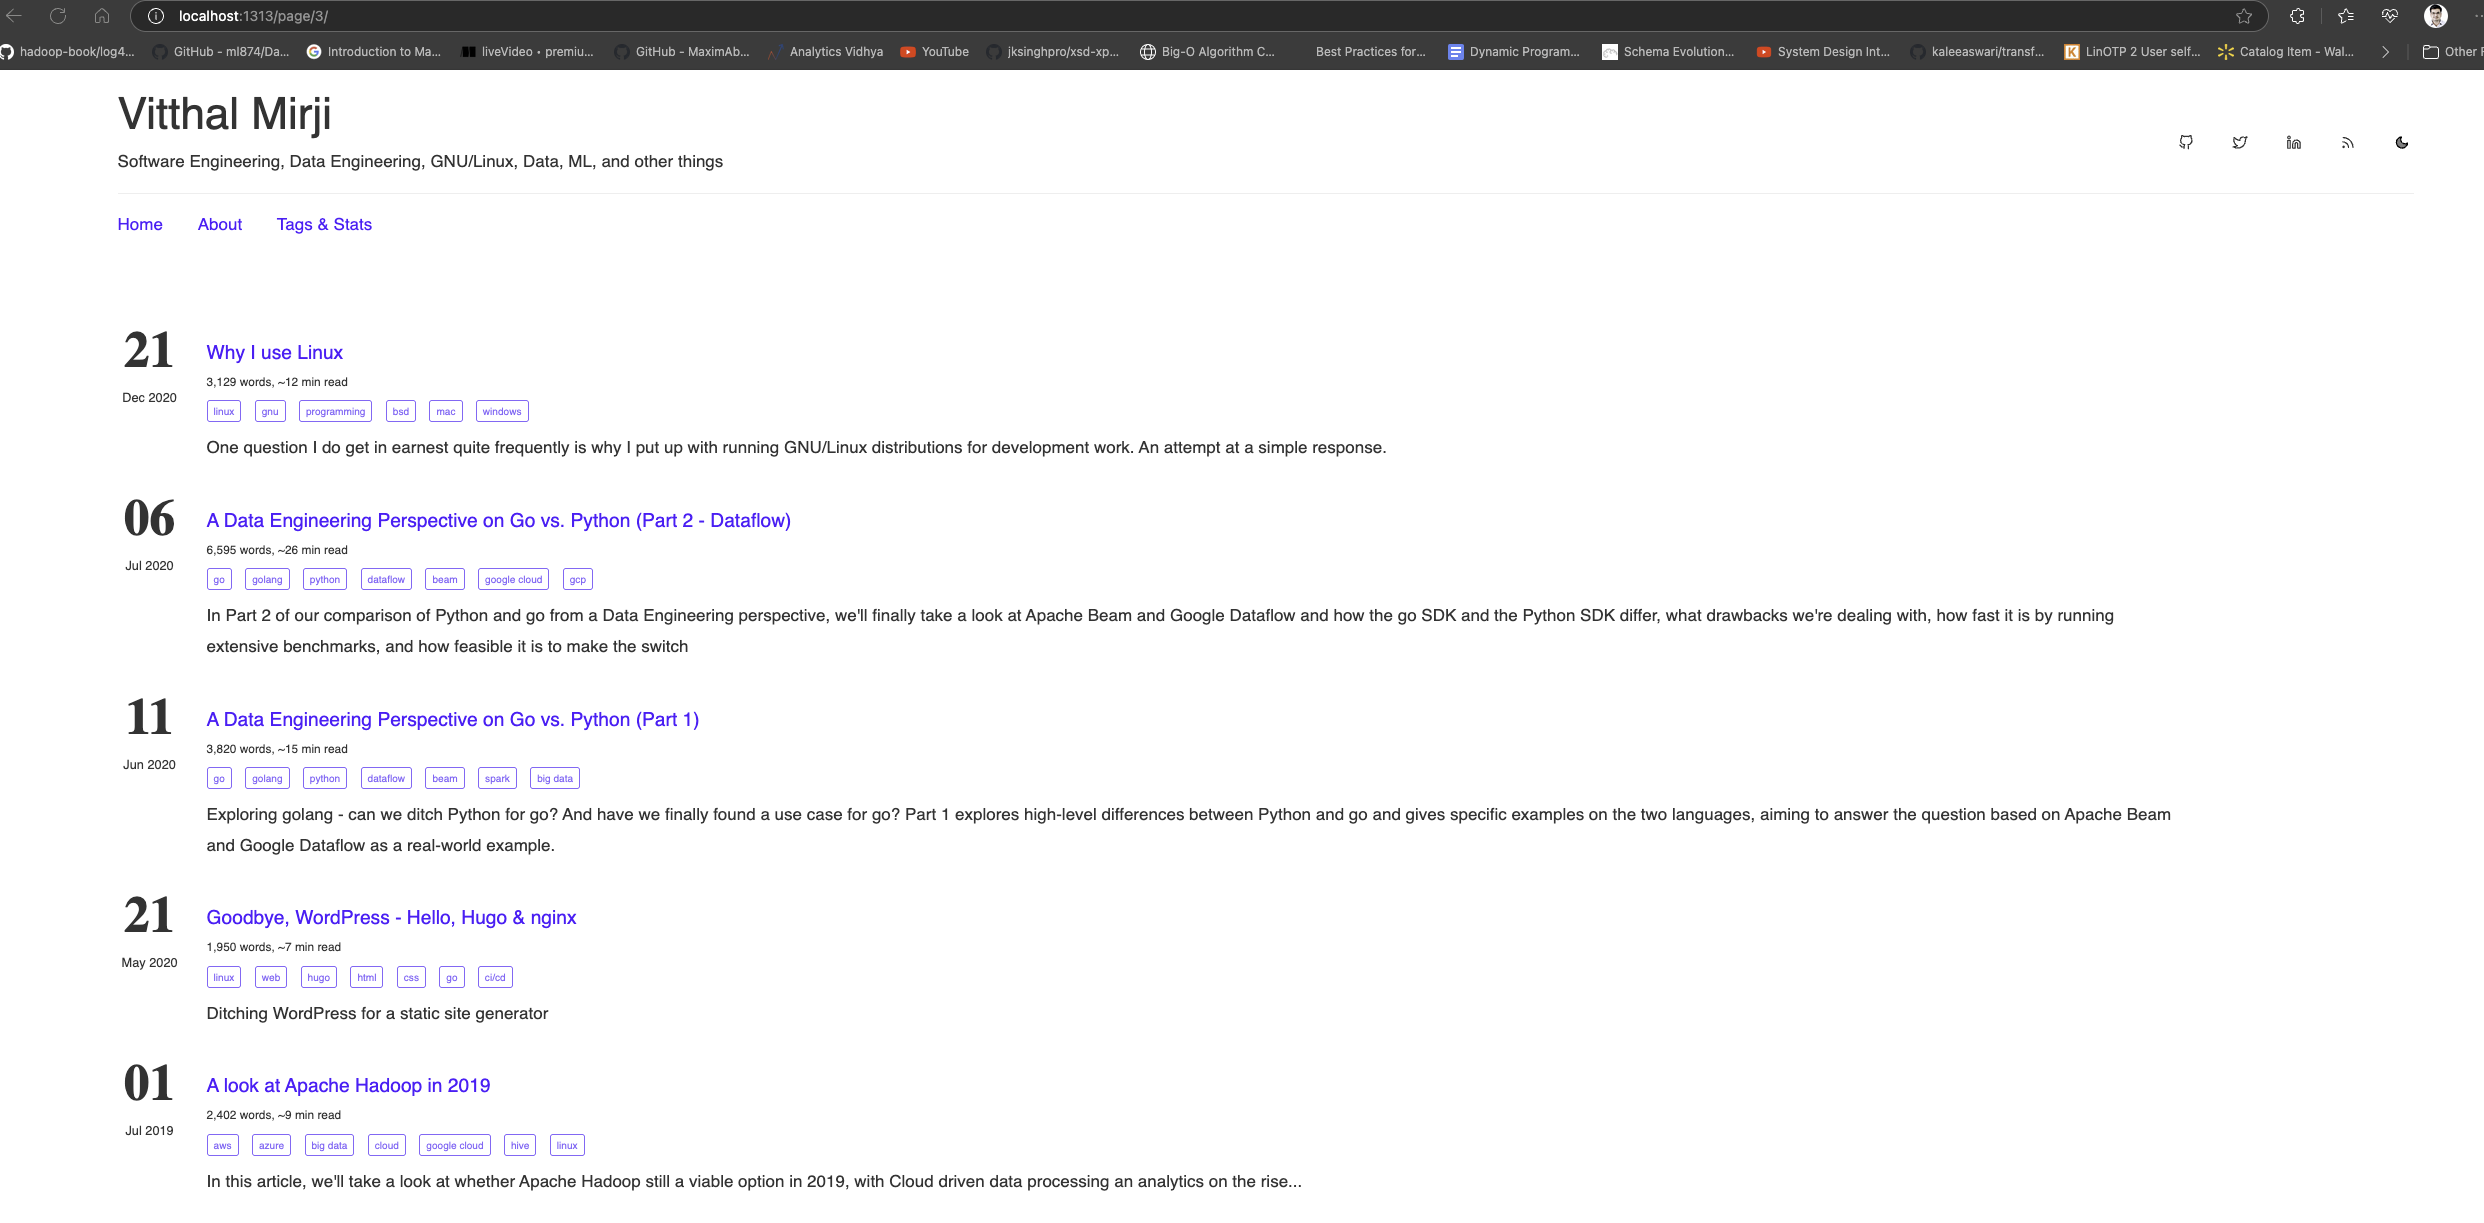 localhost:1313/page/3/
hadoop-book/log4... GitHub - ml874/Da... Introduction to Ma... liveVideo • premiu... GitHub - MaximAb... Analytics Vidhya YouTube jksinghpro/xsd-xp... Big-O Algorithm C... Best Practices for... Dynamic Program... Schema Evolution... System Design Int... kaleeaswari/transf... LinOTP 2 User self... Catalog Item - Wal... Other
Vitthal Mirji
Software Engineering, Data Engineering, GNU/Linux, Data, ML, and other things
Home About Tags & Stats
21
Dec 2020
Why I use Linux
3,129 words, ~12 min read
linux gnu programming bsd mac windows
One question I do get in earnest quite frequently is why I put up with running GNU/Linux distributions for development work. An attempt at a simple response.
06
Jul 2020
A Data Engineering Perspective on Go vs. Python (Part 2 - Dataflow)
6,595 words, ~26 min read
go golang python dataflow beam google cloud gcp
In Part 2 of our comparison of Python and go from a Data Engineering perspective, we'll finally take a look at Apache Beam and Google Dataflow and how the go SDK and the Python SDK differ, what drawbacks we're dealing with, how fast it is by running
extensive benchmarks, and how feasible it is to make the switch
11
Jun 2020
A Data Engineering Perspective on Go vs. Python (Part 1)
3,820 words, ~15 min read
go golang python dataflow beam spark big data
Exploring golang - can we ditch Python for go? And have we finally found a use case for go? Part 1 explores high-level differences between Python and go and gives specific examples on the two languages, aiming to answer the question based on Apache Beam
and Google Dataflow as a real-world example.
21
May 2020
Goodbye, WordPress - Hello, Hugo & nginx
1,950 words, ~7 min read
linux web hugo html css go ci/cd
Ditching WordPress for a static site generator
01
Jul 2019
A look at Apache Hadoop in 2019
2,402 words, ~9 min read
aws azure big data cloud google cloud hive linux
In this article, we'll take a look at whether Apache Hadoop still a viable option in 2019, with Cloud driven data processing an analytics on the rise...